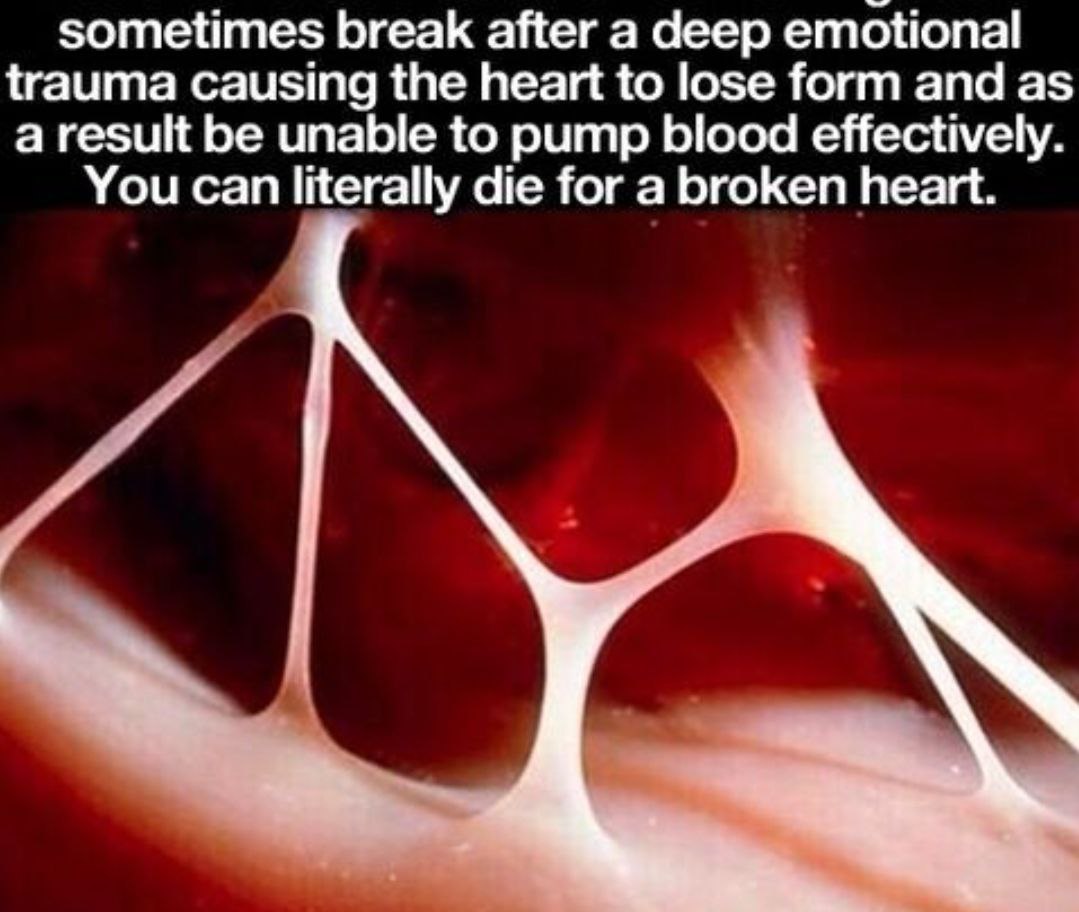 sometimes break after a deep emotional
trauma causing the heart to lose form and as
a result be unable to pump blood effectively.
You can literally die for a broken heart.